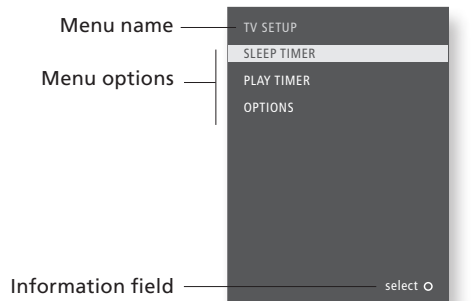 Menu name
TV SETUP
SLEEP TIMER
Menu options
PLAY TIMER
OPTIONS
Information field
select